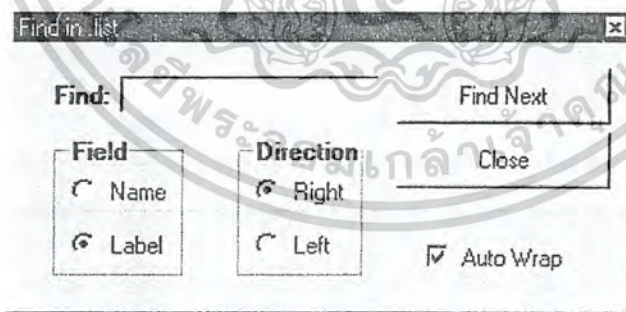 Find in .list
Find:
Find Next
Close
Field
Name
Label
Direction
Right
Left
Auto Wrap